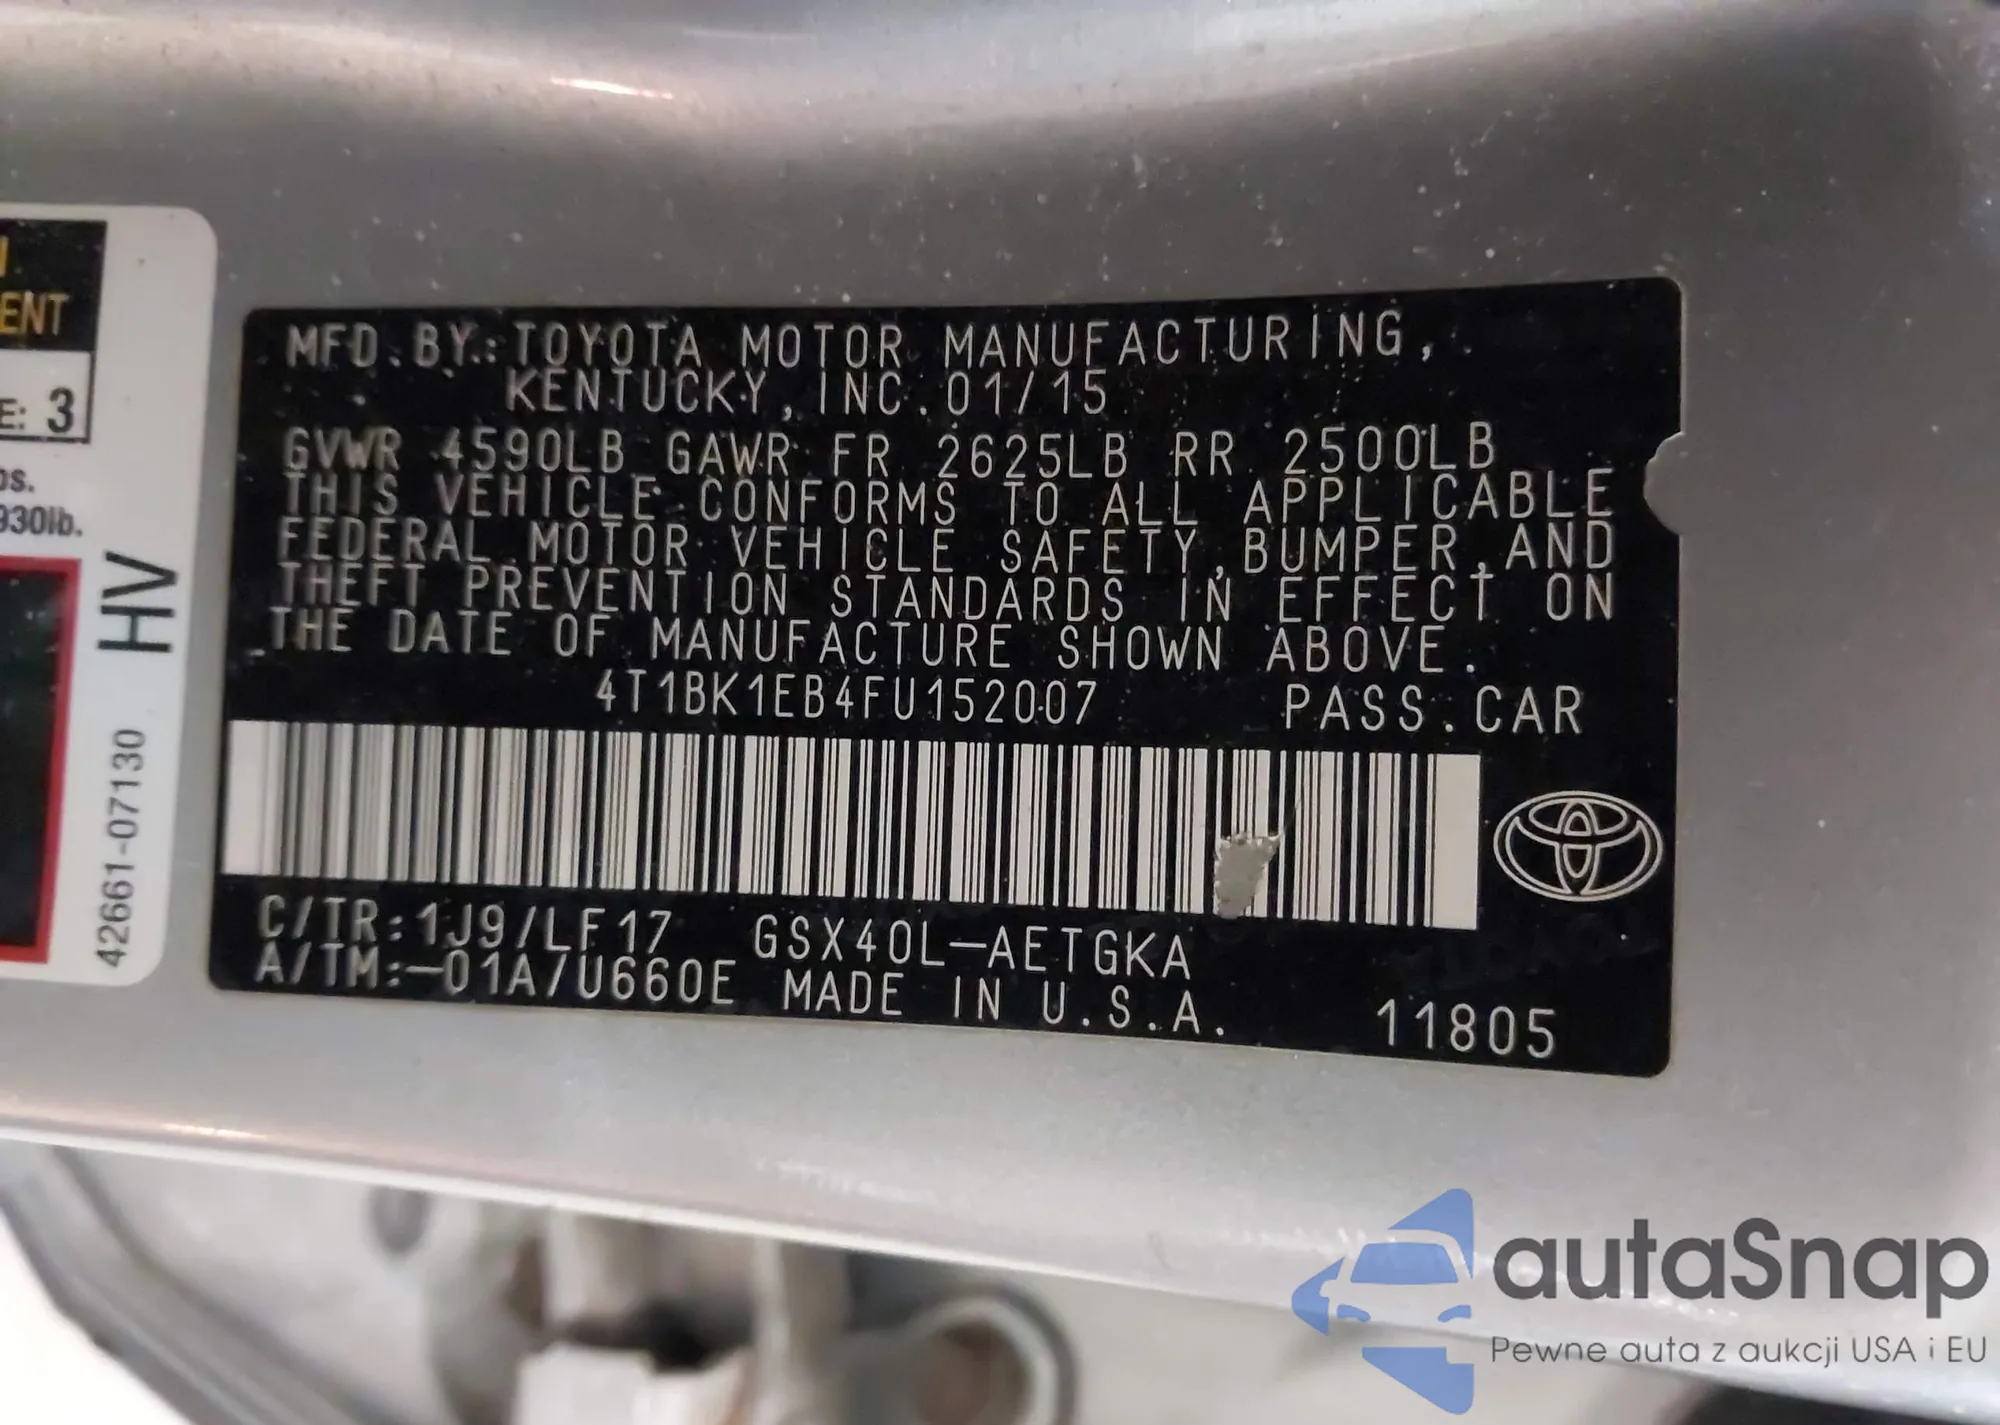 ENT
E: 3
930lb.
HV
42661-07130
MFD. BY: TOYOTA MOTOR MANUFACTURING,
KENTUCKY, INC. 01/15
GVWR 4590LB GAWR FR 2625LB RR 2500LB
THIS VEHICLE CONFORMS TO ALL APPLICABLE
FEDERAL MOTOR VEHICLE SAFETY, BUMPER, AND
THEFT PREVENTION STANDARDS IN EFFECT ON
THE DATE OF MANUFACTURE SHOWN ABOVE.
4T1BK1EB4FU152007 PASS. CAR
C/TR: 1J9/LF17 GSX40L-AETGKA
A/TM:-01A/U660E MADE IN U.S.A. 11805
autaSnap
Pewne auta z aukcji USA i EU